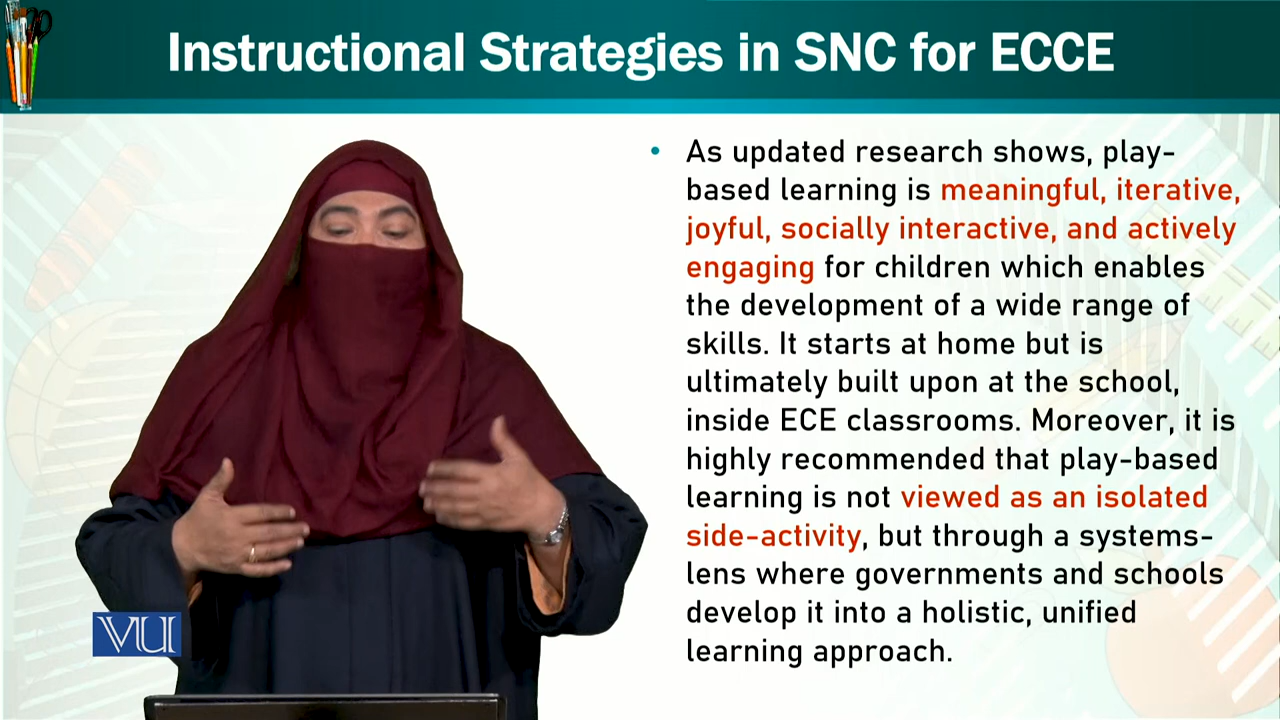 Instructional Strategies in SNC for ECCE
• As updated research shows, play-
based learning is meaningful, iterative,
joyful, socially interactive, and actively
engaging for children which enables
the development of a wide range of
skills. It starts at home but is
ultimately built upon at the school,
inside ECE classrooms. Moreover, it is
highly recommended that play-based
learning is not viewed as an isolated
side-activity, but through a systems-
lens where governments and schools
develop it into a holistic, unified
learning approach.
VU